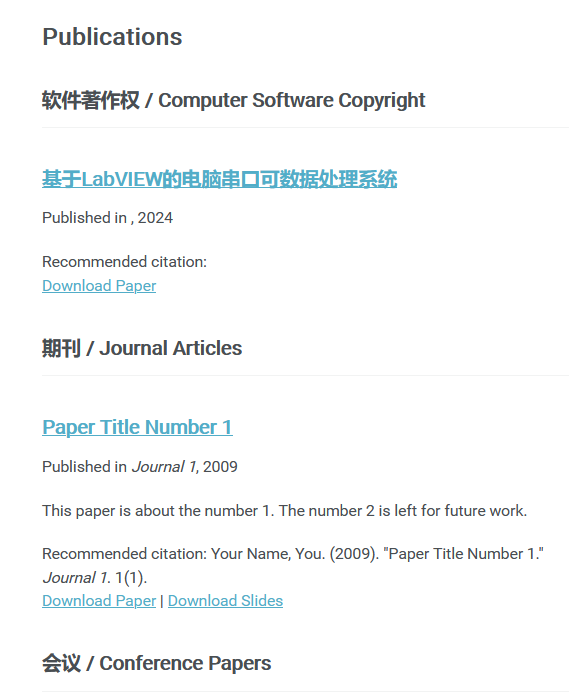 Publications
软件著作权 / Computer Software Copyright
基于LabVIEW的电脑串口可数据处理系统
Published in , 2024
Recommended citation:
Download Paper
期刊 / Journal Articles
Paper Title Number 1
Published in Journal 1, 2009
This paper is about the number 1. The number 2 is left for future work.
Recommended citation: Your Name, You. (2009). "Paper Title Number 1."
Journal 1. 1(1).
Download Paper | Download Slides
会议 / Conference Papers